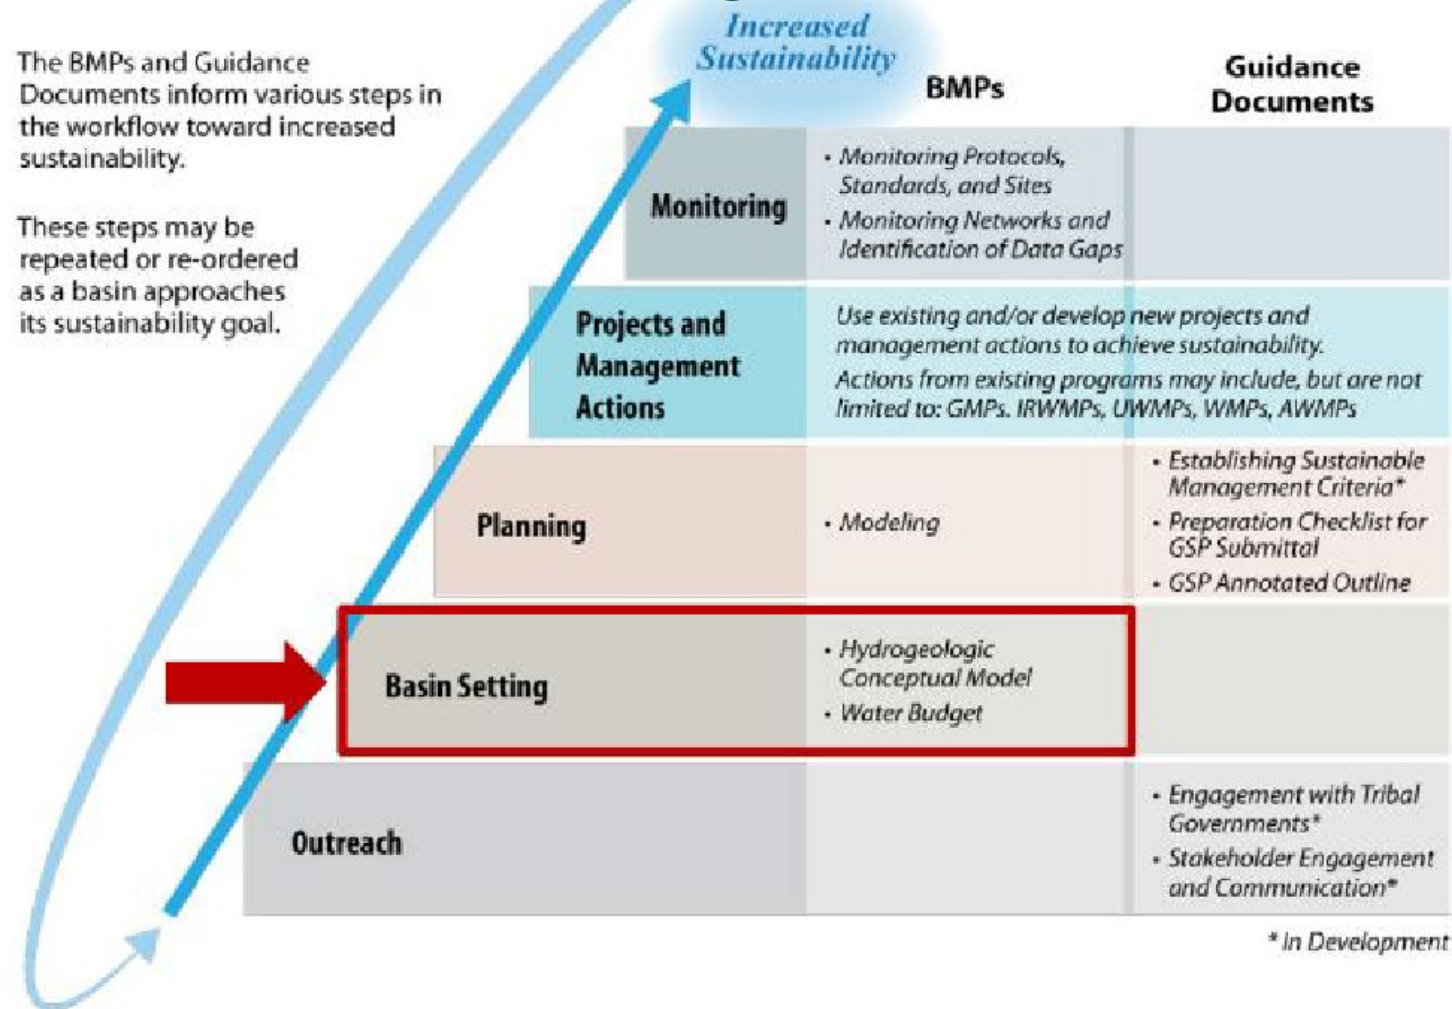 Increased
Sustainability
The BMPs and Guidance
Documents inform various steps in
the workflow toward increased
sustainability.
These steps may be
repeated or re-ordered
as a basin approaches
its sustainability goal.
BMPs
Guidance
Documents
Monitoring
• Monitoring Protocols,
Standards, and Sites
• Monitoring Networks and
Identification of Data Gaps
Projects and
Management
Actions
Use existing and/or develop new projects and
management actions to achieve sustainability.
Actions from existing programs may include, but are not
limited to: GMPs. IRWMPs, UWMPs, WMPs, AWMPs
Planning
• Modeling
• Establishing Sustainable
Management Criteria*
• Preparation Checklist for
GSP Submittal
• GSP Annotated Outline
Basin Setting
• Hydrogeologic
Conceptual Model
• Water Budget
Outreach
• Engagement with Tribal
Governments*
• Stakeholder Engagement
and Communication*
* In Development